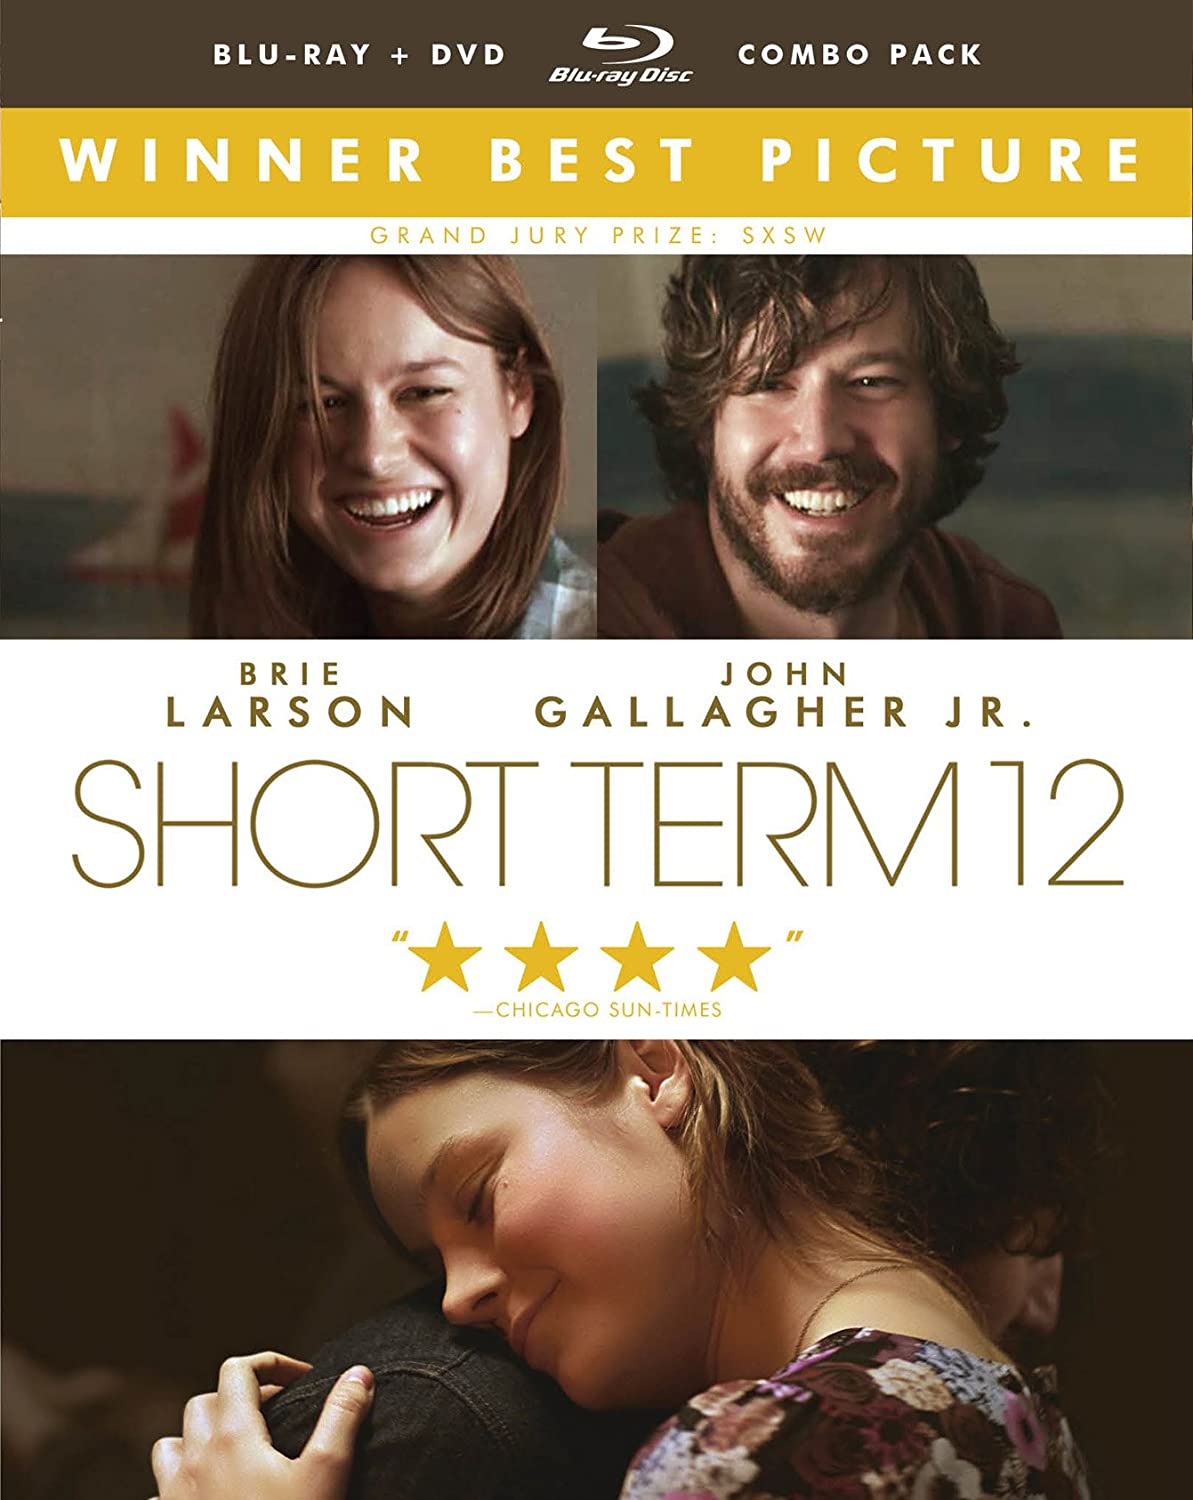 BLU-RAY + DVD Blu-ray Disc COMBO PACK
WINNER BEST PICTURE
GRAND JURY PRIZE: SXSW
BRIE
LARSON
JOHN
GALLAGHER JR.
SHORT TERM 12
“★★★★”
—CHICAGO SUN-TIMES